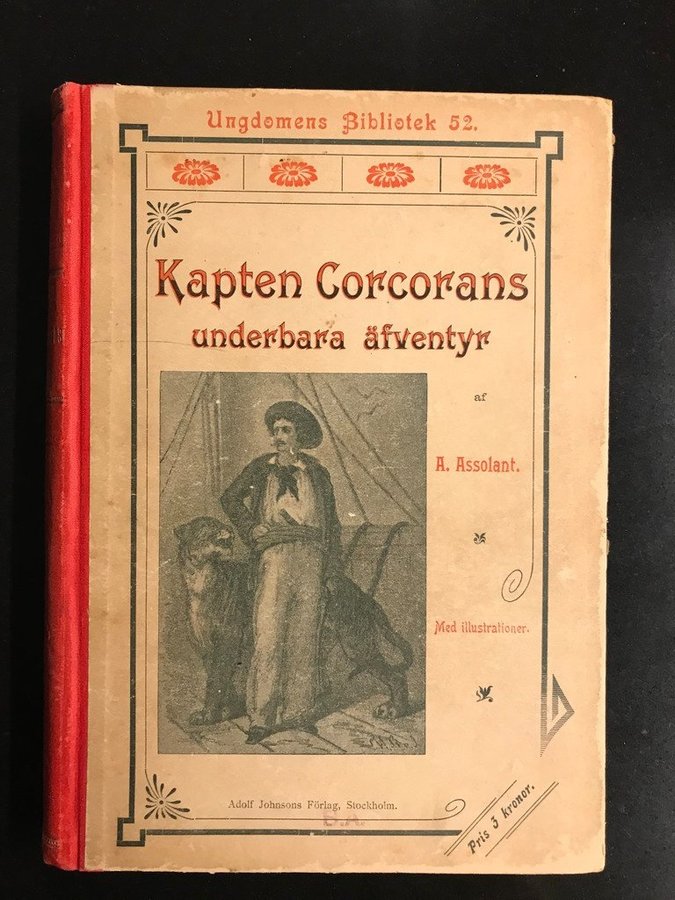 Ungdomens Bibliotek 52.
Kapten Corcorans
underbara äfventyr
af
A. Assolant.
Med illustrationer.
Adolf Johnsons Förlag, Stockholm.
B.A.
Pris 3 kronor.